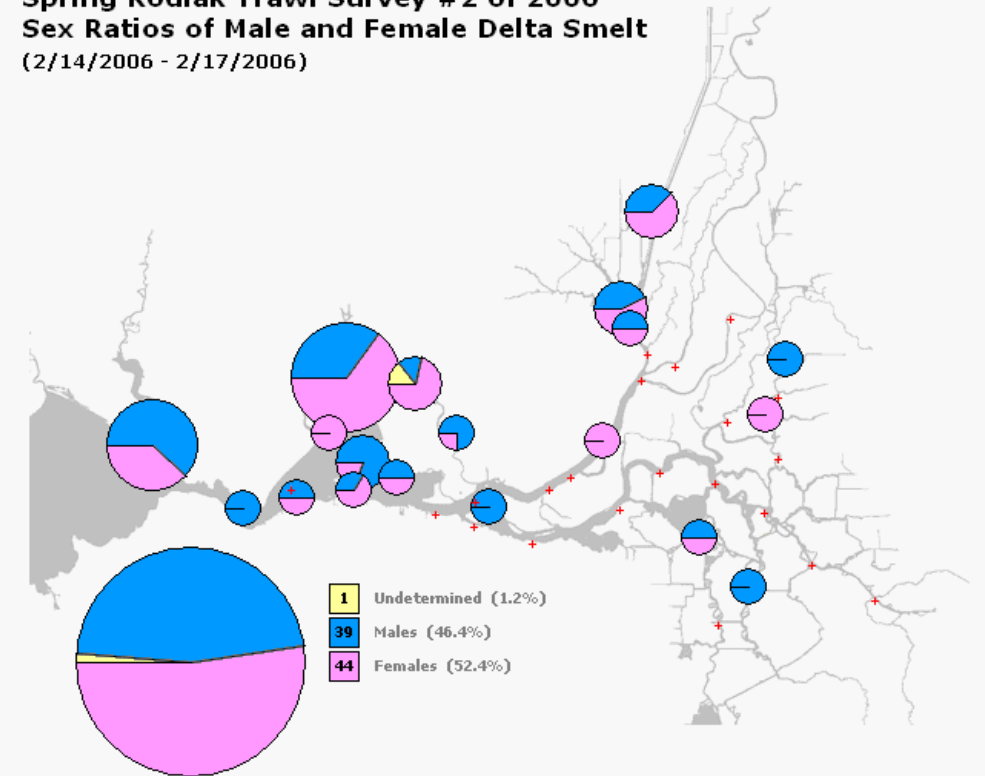 Spring Kodiak Trawl Survey #2 of 2006
Sex Ratios of Male and Female Delta Smelt
(2/14/2006 - 2/17/2006)
1 Undetermined (1.2%)
39 Males (46.4%)
44 Females (52.4%)